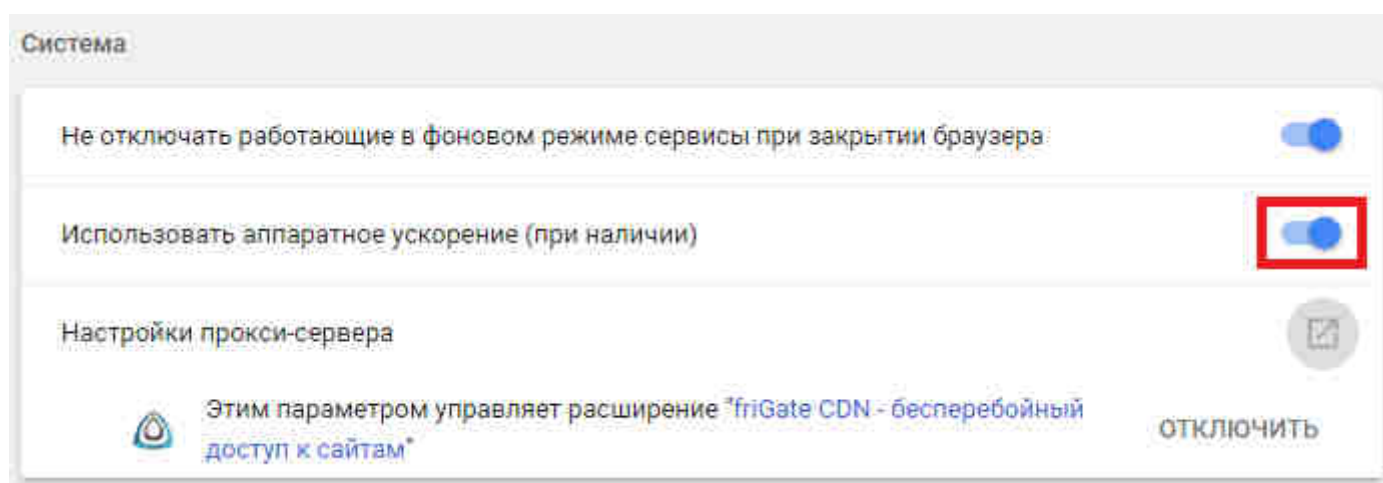 Система
Не отключать работающие в фоновом режиме сервисы при закрытии браузера
Использовать аппаратное ускорение (при наличии)
Настройки прокси-сервера
Этим параметром управляет расширение "friGate CDN - бесперебойный
доступ к сайтам"
ОТКЛЮЧИТЬ